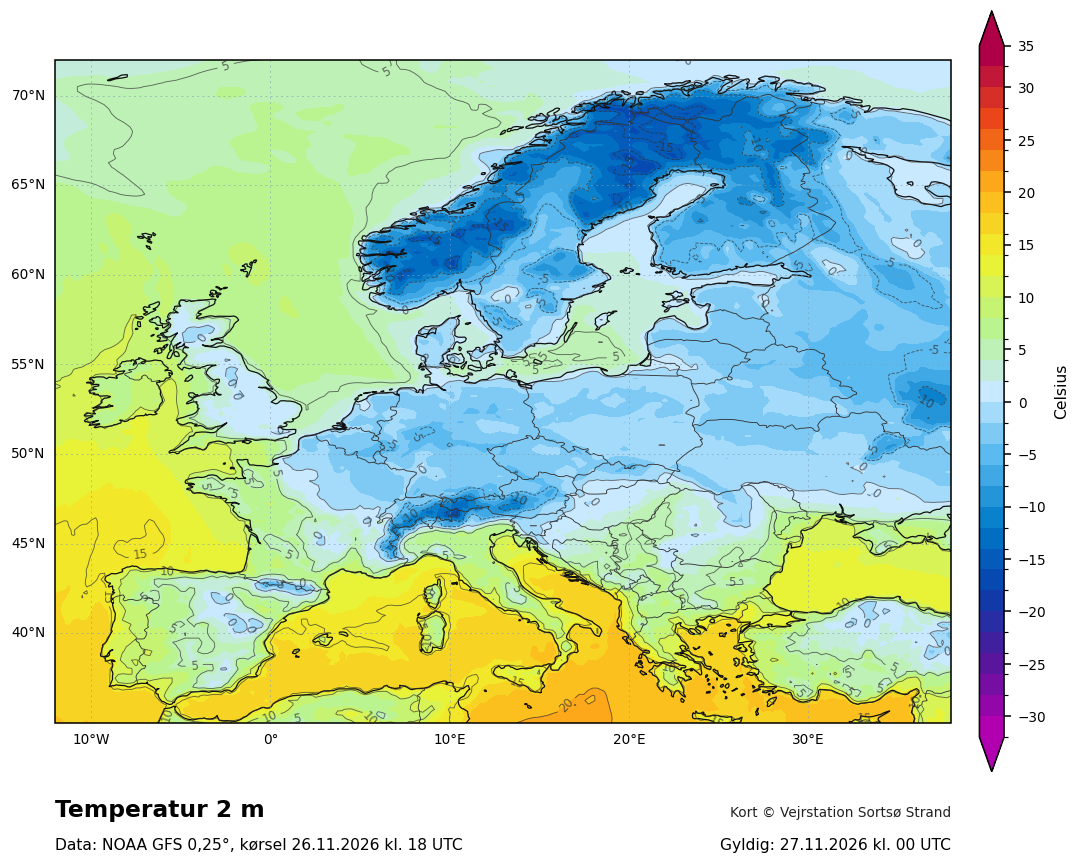 70°N
65°N
60°N
55°N
50°N
45°N
40°N
10°W
0°
10°E
20°E
30°E
35
30
25
20
15
10
5
0
−5
−10
−15
−20
−25
−30
Celsius
Temperatur 2 m
Kort © Vejrstation Sortsø Strand
Data: NOAA GFS 0,25°, kørsel 26.11.2026 kl. 18 UTC
Gyldig: 27.11.2026 kl. 00 UTC